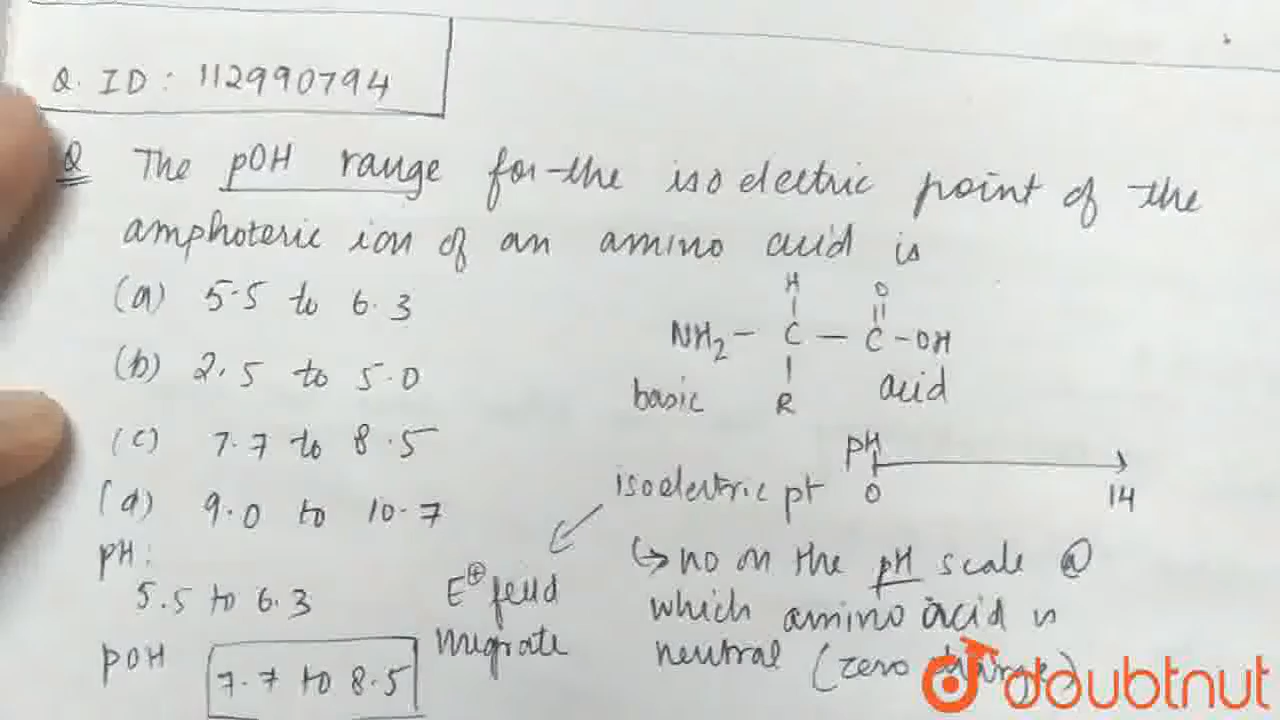 Q. ID : 112990794
Q The pOH range for the isoelectric point of the
amphoteric ion of an amino acid is
(a) 5.5 to 6.3
(b) 2.5 to 5.0
(c) 7.7 to 8.5
(d) 9.0 to 10.7
pH :
5.5 to 6.3
pOH 7.7 to 8.5
H O
NH2 - C - C - OH
basic R acid
pH
0 14
isoelectric pt
E⊕ feild
migrate
↳ no on the pH scale @
which amino acid is
neutral (zero charge)
doubtnut